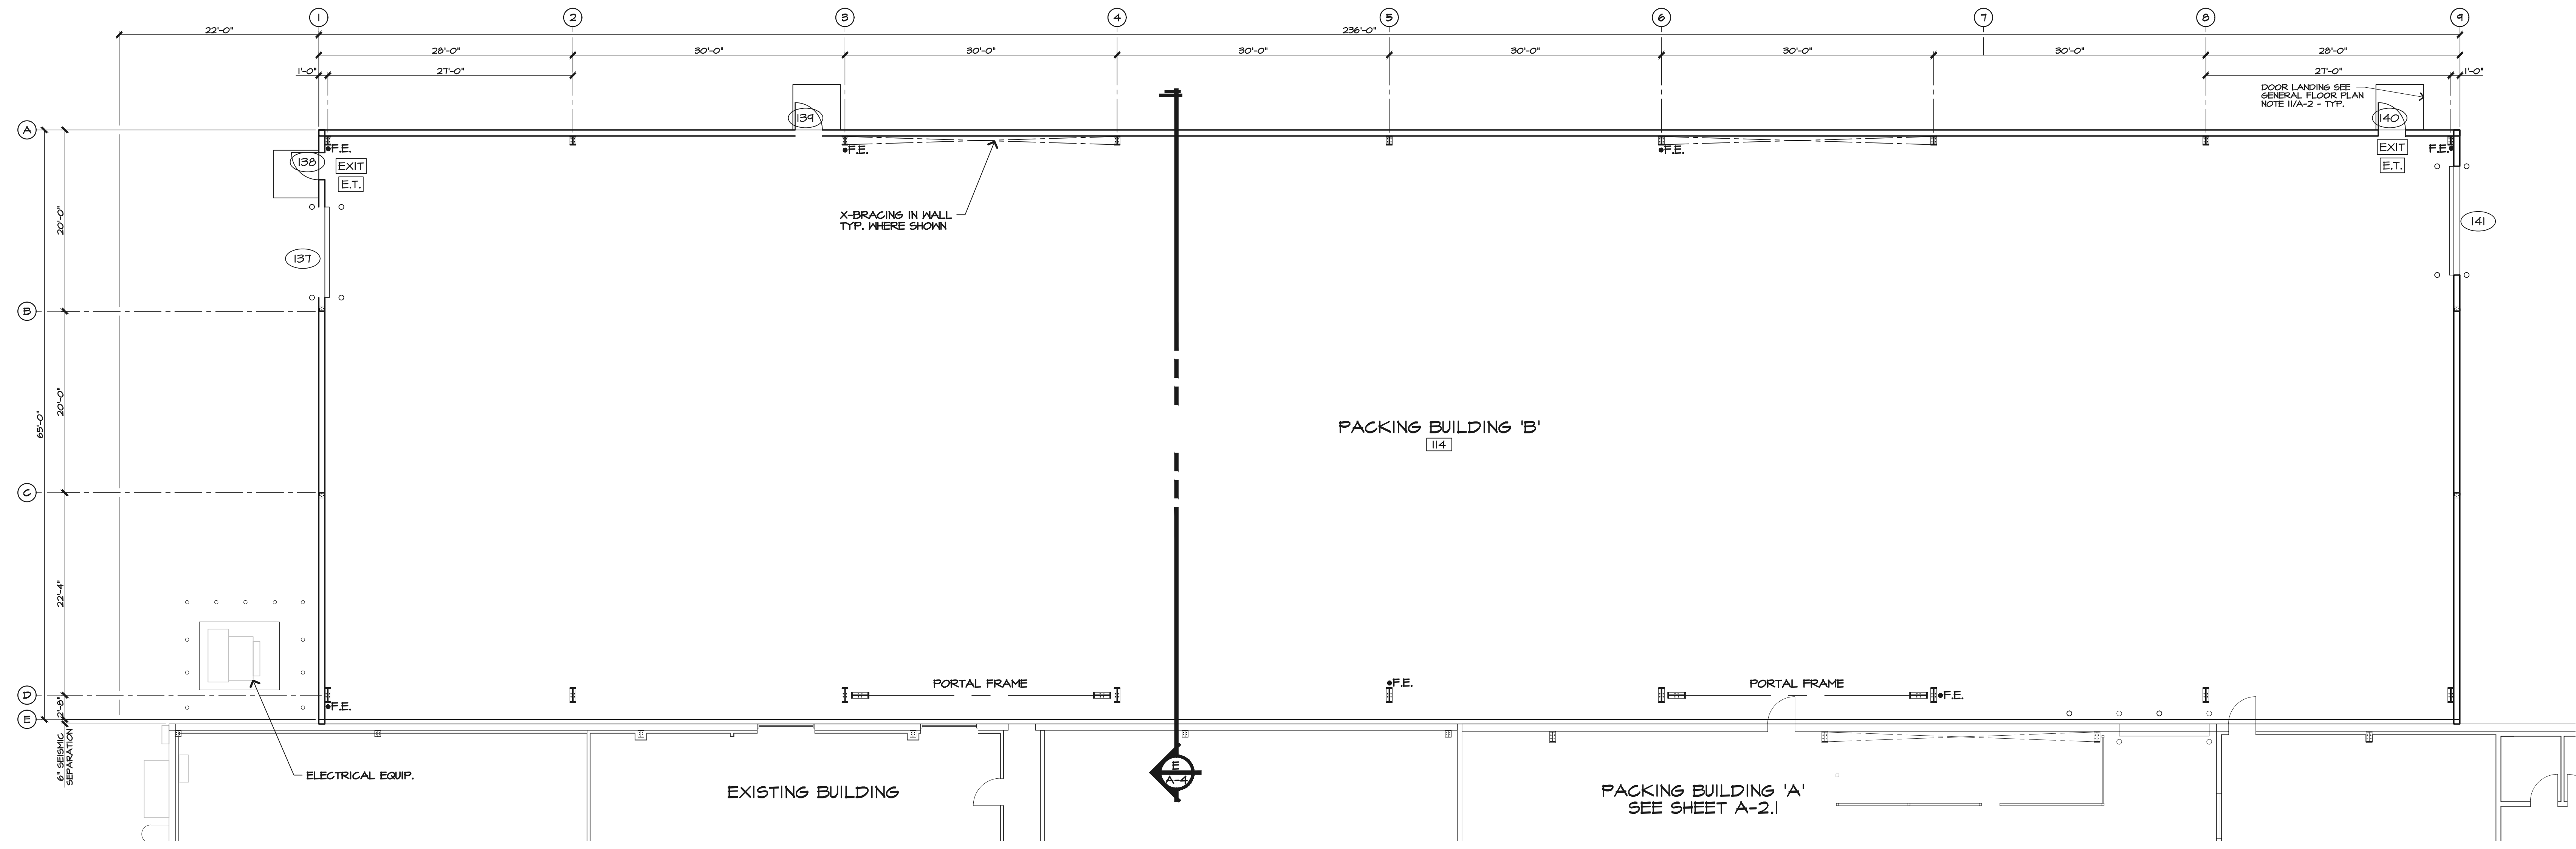 1 2 3 4 5 6 7 8 9
22'-0" 236'-0"
28'-0" 30'-0" 30'-0" 30'-0" 30'-0" 30'-0" 30'-0" 28'-0"
1'-0" 27'-0" 27'-0" 1'-0"
DOOR LANDING SEE
GENERAL FLOOR PLAN
NOTE 11/A-2 - TYP.
139
140
A
F.E. F.E. F.E. F.E.
138
EXIT
E.T.
EXIT
E.T.
20'-0"
X-BRACING IN WALL
TYP. WHERE SHOWN
141
137
B
20'-0"
65'-0"
PACKING BUILDING 'B'
114
C
22'-4"
PORTAL FRAME
PORTAL FRAME
F.E.
D
F.E.
F.E.
2'-8"
E
6" SEISMIC
SEPARATION
ELECTRICAL EQUIP.
E
A-4
EXISTING BUILDING
PACKING BUILDING 'A'
SEE SHEET A-2.1